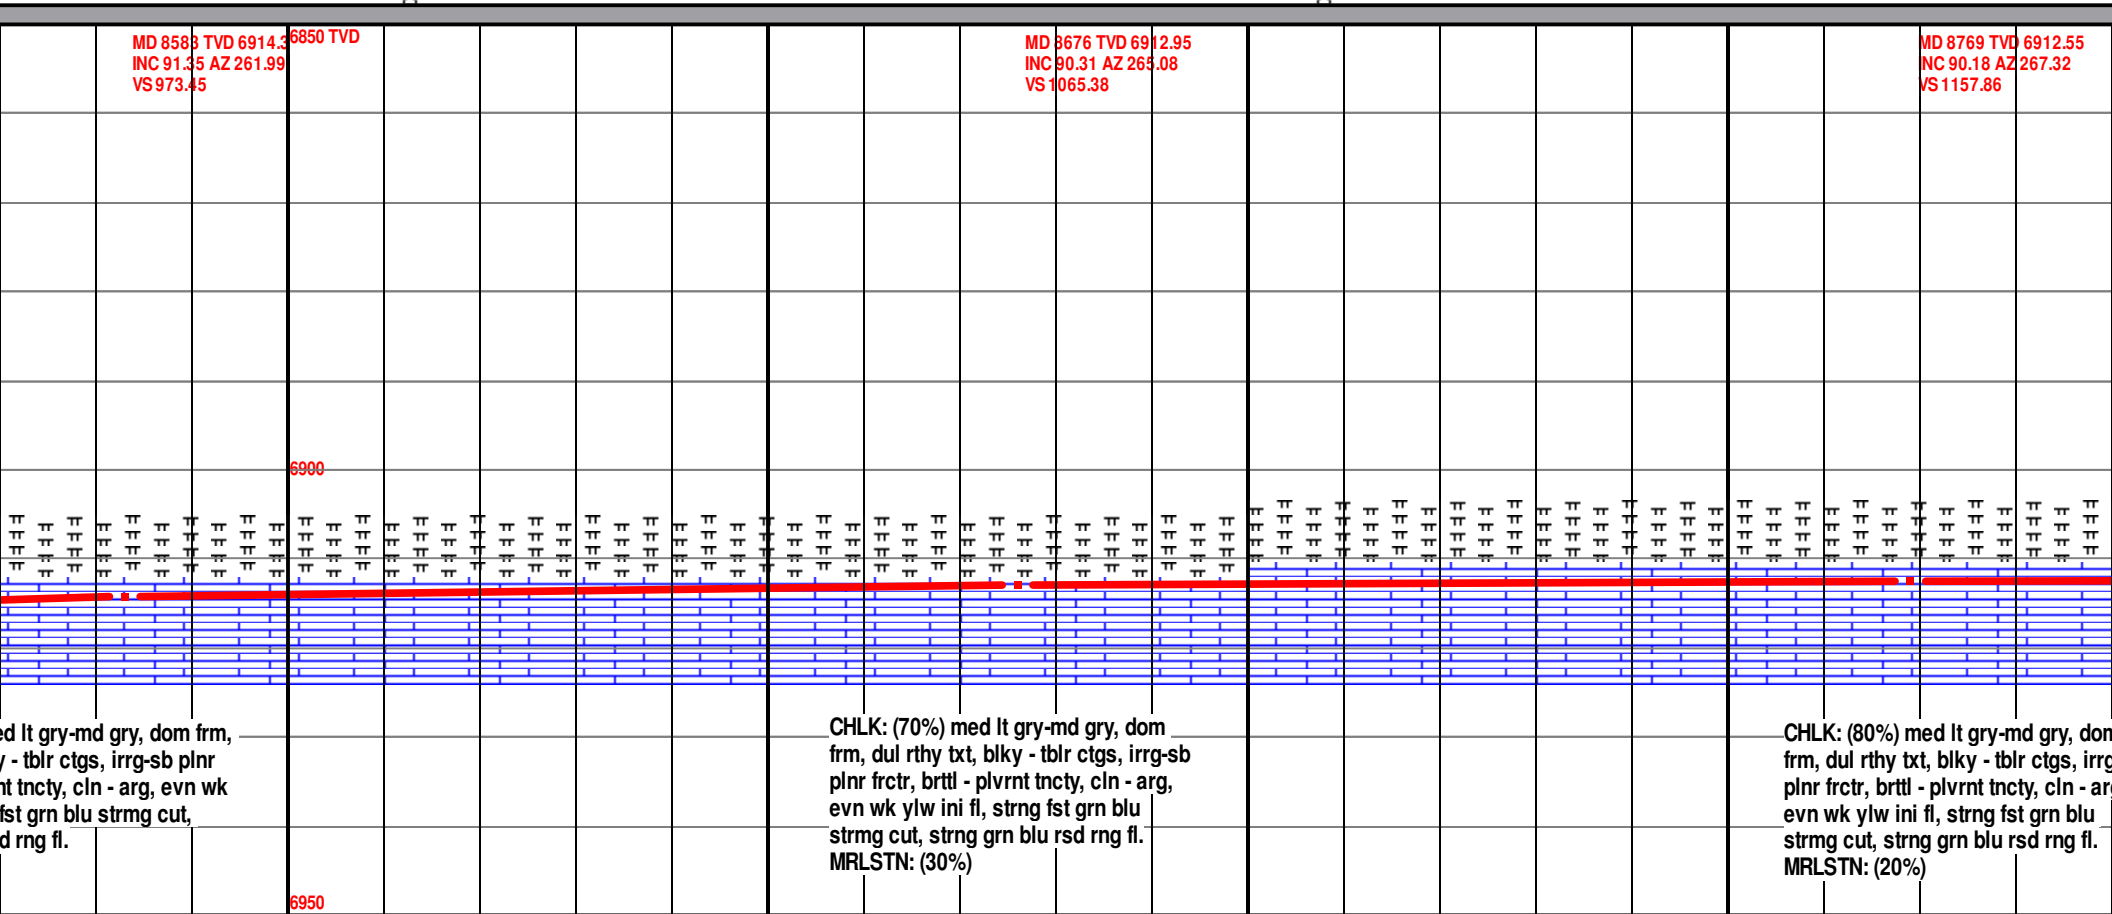 MD 8583 TVD 6914.3
INC 91.35 AZ 261.99
VS 973.45
6850 TVD
MD 8676 TVD 6912.95
INC 90.31 AZ 265.08
VS 1065.38
MD 8769 TVD 6912.55
INC 90.18 AZ 267.32
VS 1157.86
6900
lt gry-md gry, dom frm,
- tblr ctgs, irrg-sb plnr
tncty, cln - arg, evn wk
fst grn blu strmg cut,
rng fl.
CHLK: (70%) med lt gry-md gry, dom
frm, dul rthy txt, blky - tblr ctgs, irrg-sb
plnr frctr, brttl - plvrnt tncty, cln - arg,
evn wk ylw ini fl, strng fst grn blu
strmg cut, strng grn blu rsd rng fl.
MRLSTN: (30%)
CHLK: (80%) med lt gry-md gry, dom
frm, dul rthy txt, blky - tblr ctgs, irrg
plnr frctr, brttl - plvrnt tncty, cln - arg
evn wk ylw ini fl, strng fst grn blu
strmg cut, strng grn blu rsd rng fl.
MRLSTN: (20%)
6950